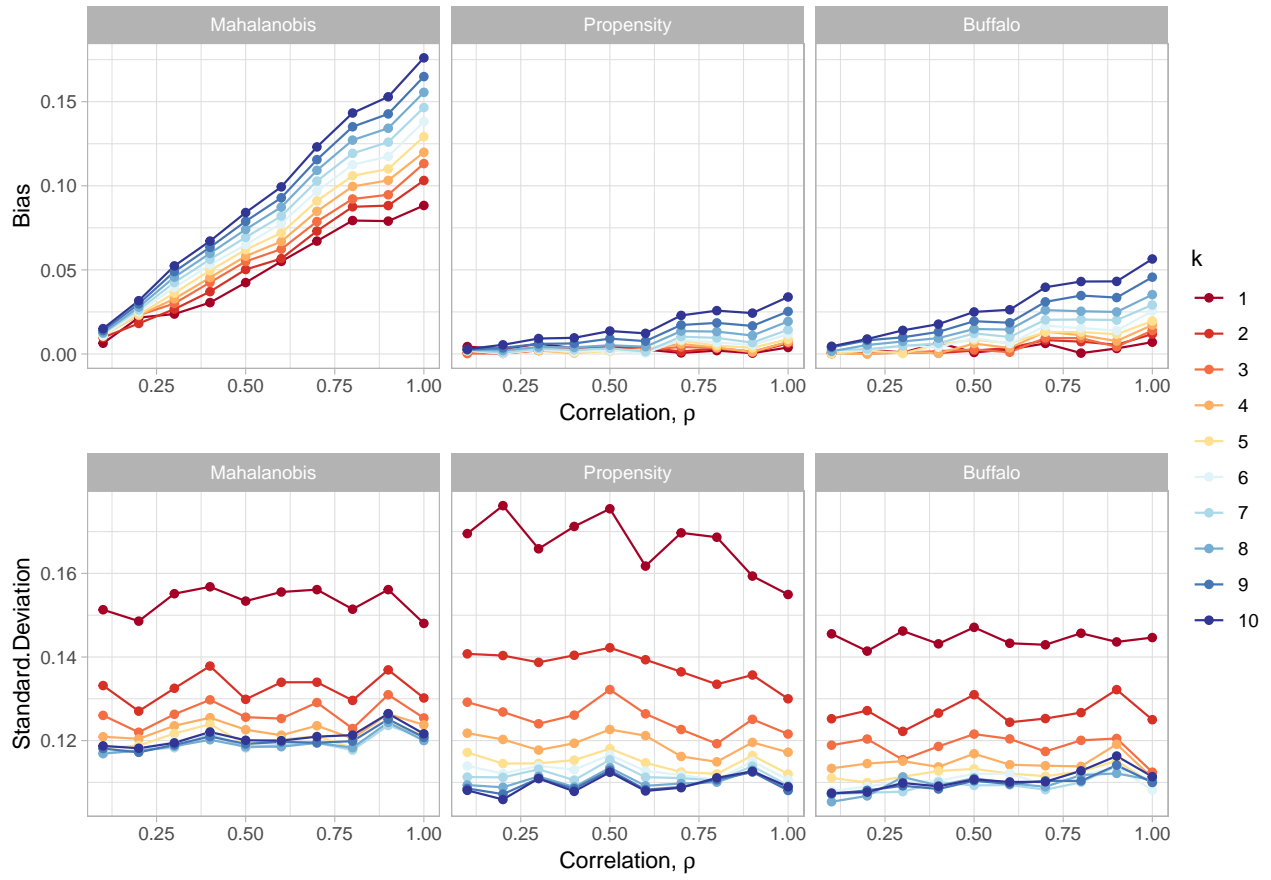 Mahalanobis Propensity Buffalo
Bias
0.15
0.10
0.05
0.00
0.25 0.50 0.75 1.00 0.25 0.50 0.75 1.00 0.25 0.50 0.75 1.00
Correlation, ρ
Mahalanobis Propensity Buffalo
Standard.Deviation
0.16
0.14
0.12
0.25 0.50 0.75 1.00 0.25 0.50 0.75 1.00 0.25 0.50 0.75 1.00
Correlation, ρ
k
1
2
3
4
5
6
7
8
9
10